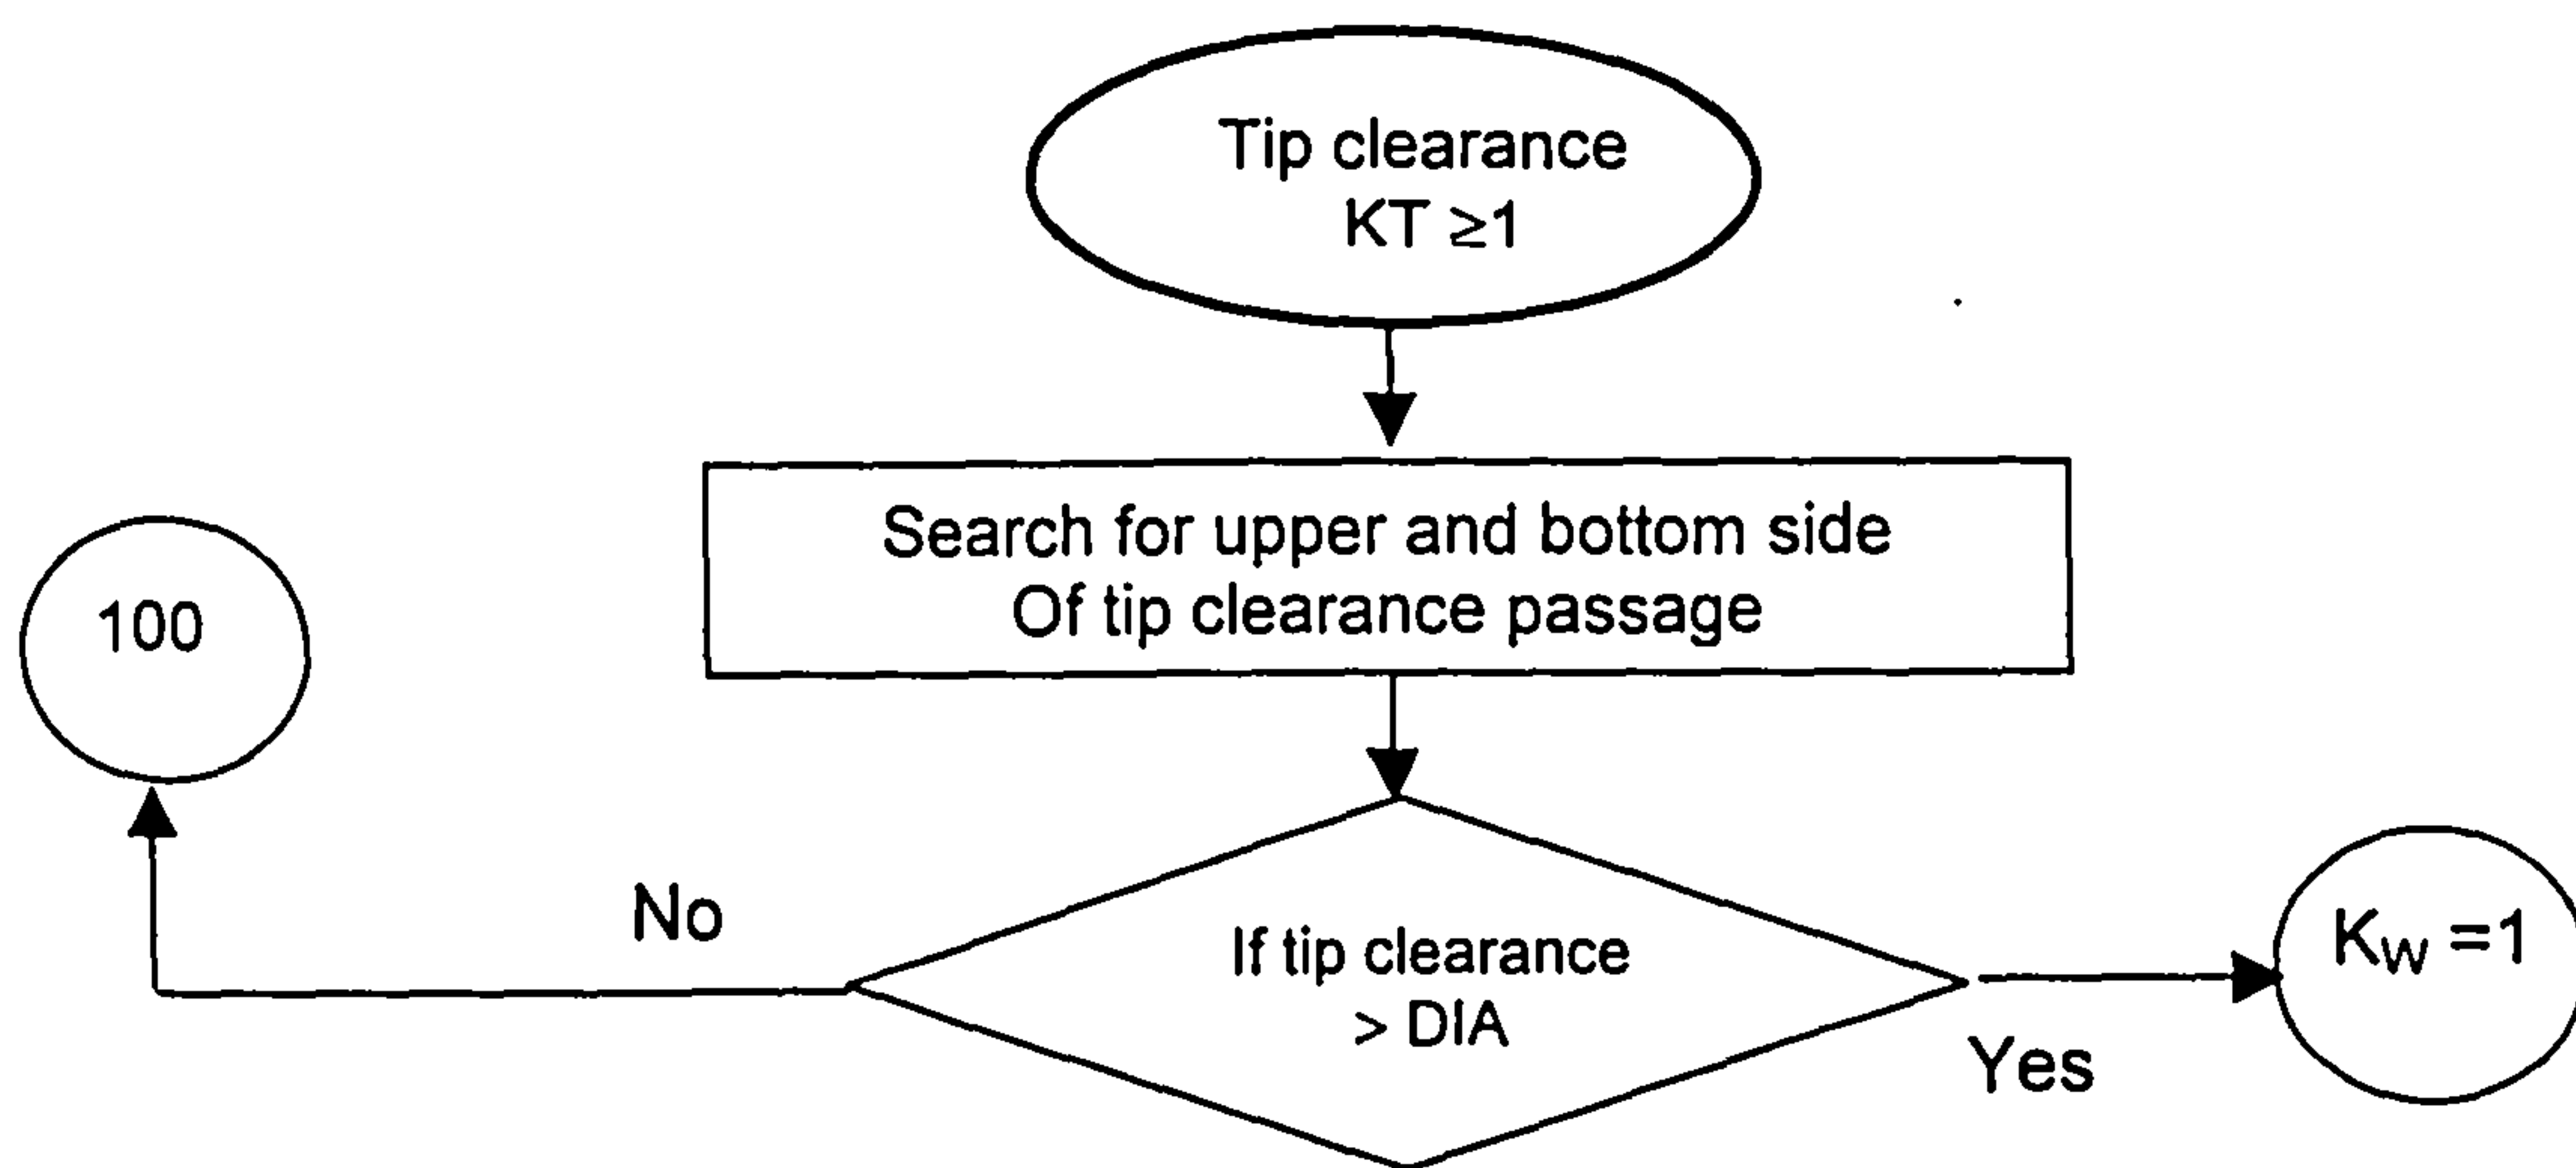 Tip clearance
KT ≥1
Search for upper and bottom side
Of tip clearance passage
100
No
If tip clearance
> DIA
Yes
K_W =1